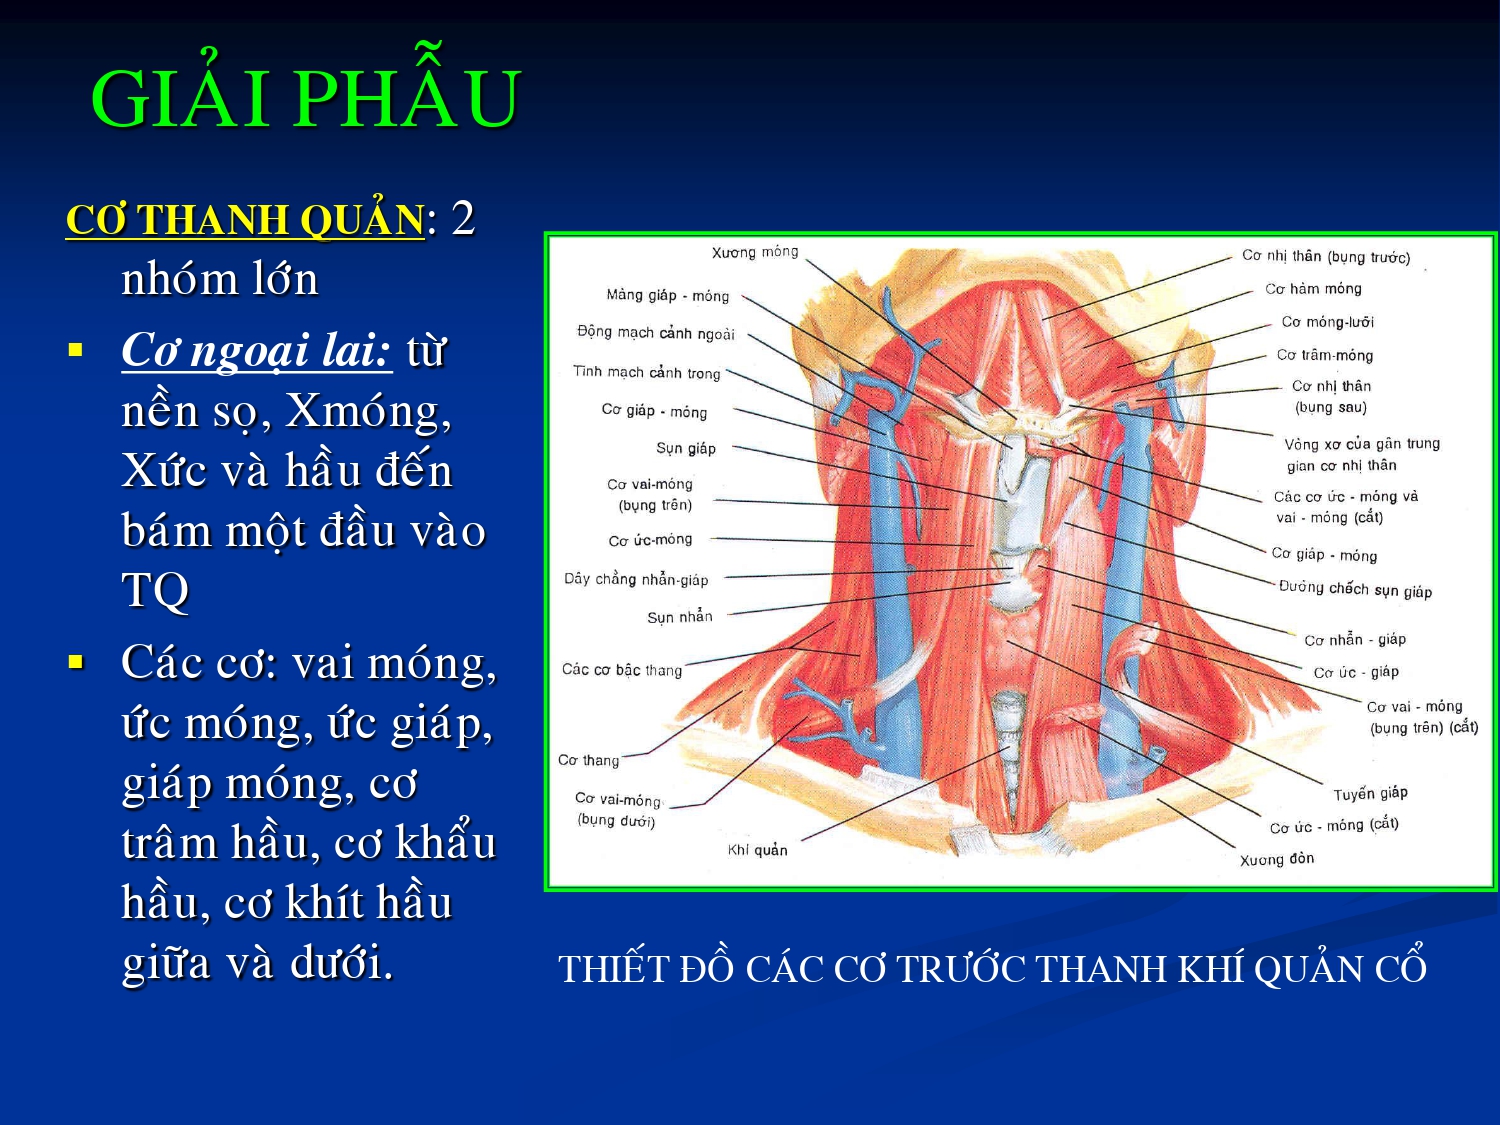 GIẢI PHẪU
CƠ THANH QUẢN: 2
nhóm lớn
Cơ ngoại lai: từ
nền sọ, Xmóng,
Xức và hầu đến
bám một đầu vào
TQ
Các cơ: vai móng,
ức móng, ức giáp,
giáp móng, cơ
trâm hầu, cơ khẩu
hầu, cơ khít hầu
giữa và dưới.
Xương móng
Màng giáp - móng
Động mạch cảnh ngoài
Tĩnh mạch cảnh trong
Cơ giáp - móng
Sụn giáp
Cơ vai-móng
(bụng trên)
Cơ ức-móng
Dây chằng nhẫn-giáp
Sụn nhẫn
Các cơ bậc thang
Cơ thang
Cơ vai-móng
(bụng dưới)
Khí quản
Cơ nhị thân (bụng trước)
Cơ hàm móng
Cơ móng-lưỡi
Cơ trâm-móng
Cơ nhị thân
(bụng sau)
Vòng xơ của gân trung
gian cơ nhị thân
Các cơ ức - móng và
vai - móng (cắt)
Cơ giáp - móng
Đường chếch sụn giáp
Cơ nhẫn - giáp
Cơ ức - giáp
Cơ vai - móng
(bụng trên) (cắt)
Tuyến giáp
Cơ ức - móng (cắt)
Xương đòn
THIẾT ĐỒ CÁC CƠ TRƯỚC THANH KHÍ QUẢN CỔ